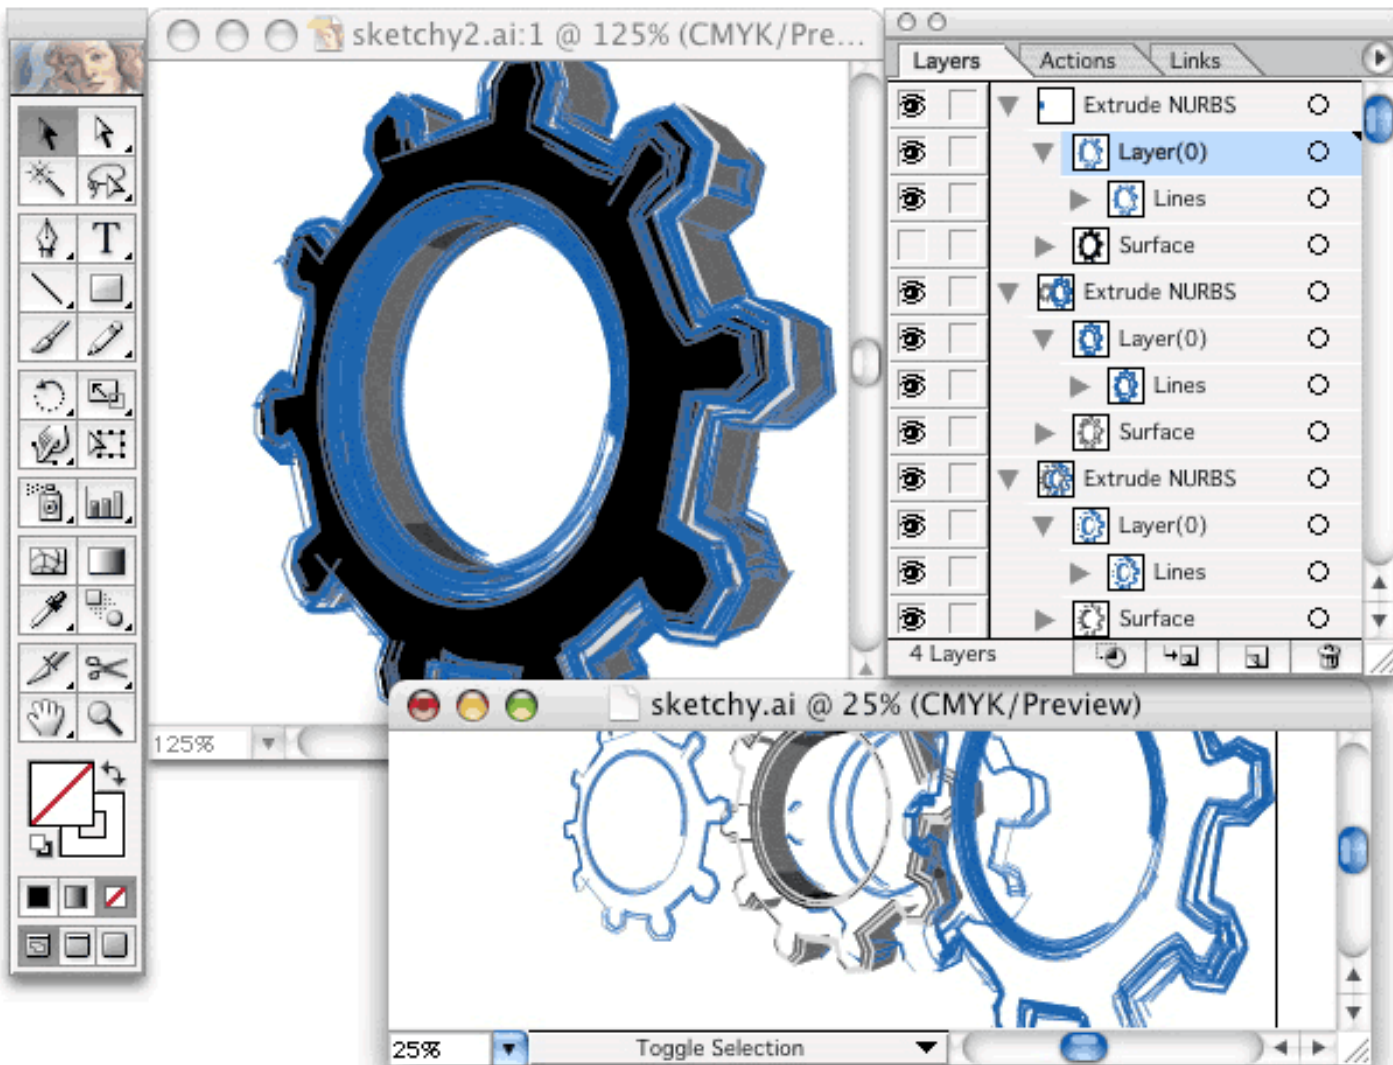 sketchy2.ai:1 @ 125% (CMYK/Pre...
Layers
Actions
Links
Extrude NURBS
Layer(0)
Lines
Surface
Extrude NURBS
Layer(0)
Lines
Surface
Extrude NURBS
Layer(0)
Lines
Surface
4 Layers
T
125%
sketchy.ai @ 25% (CMYK/Preview)
25%
Toggle Selection